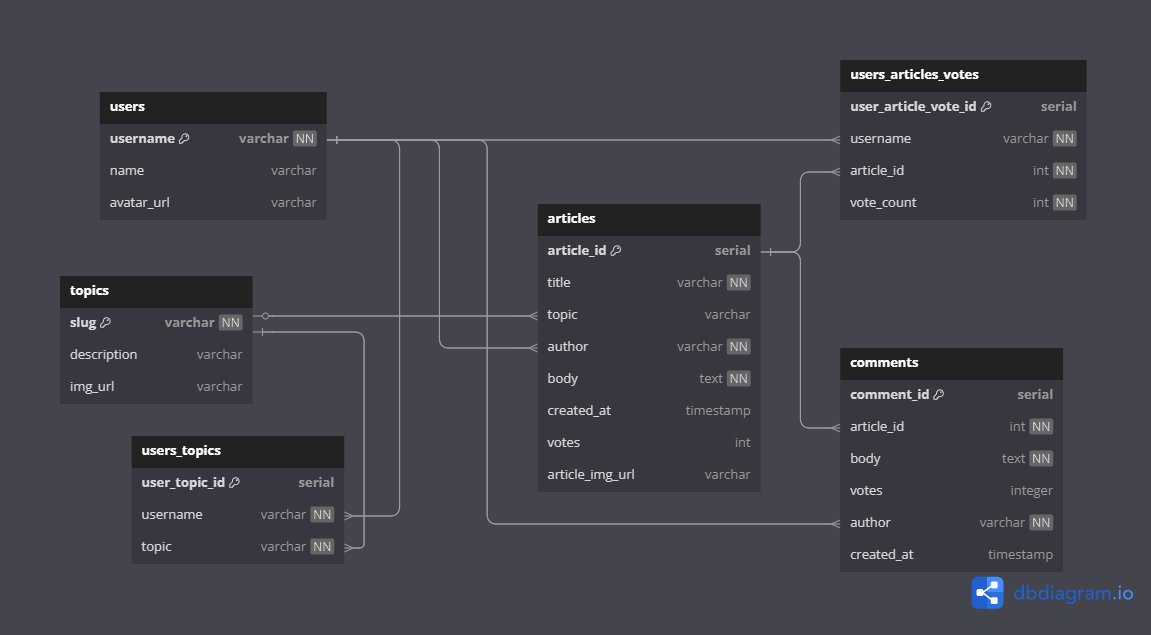 users
username varchar NN
name varchar
avatar_url varchar
topics
slug varchar NN
description varchar
img_url varchar
users_topics
user_topic_id serial
username varchar NN
topic varchar NN
articles
article_id serial
title varchar NN
topic varchar
author varchar NN
body text NN
created_at timestamp
votes int
article_img_url varchar
users_articles_votes
user_article_vote_id serial
username varchar NN
article_id int NN
vote_count int NN
comments
comment_id serial
article_id int NN
body text NN
votes integer
author varchar NN
created_at timestamp
dbdiagram.io